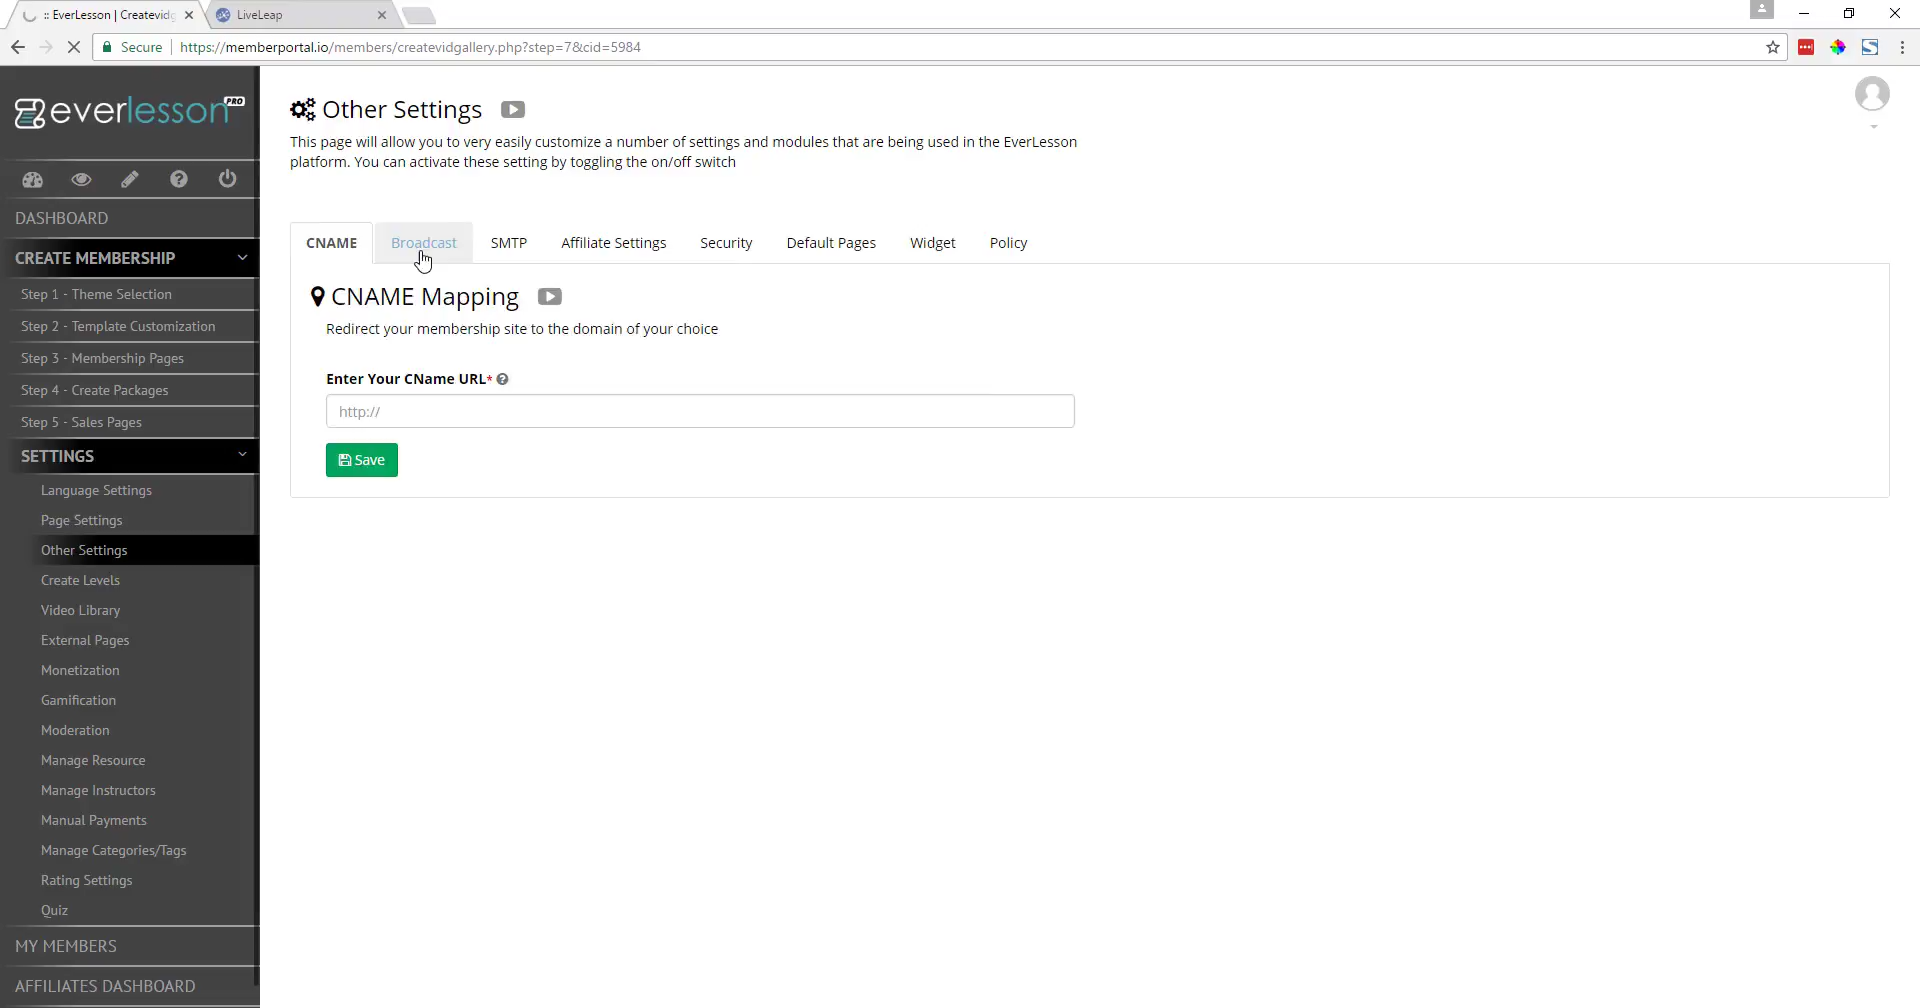 :: EverLesson | Createvidg
LiveLeap
Secure
https://memberportal.io/members/createvidgallery.php?step=7&cid=5984
everlesson PRO
DASHBOARD
CREATE MEMBERSHIP
Step 1 - Theme Selection
Step 2 - Template Customization
Step 3 - Membership Pages
Step 4 - Create Packages
Step 5 - Sales Pages
SETTINGS
Language Settings
Page Settings
Other Settings
Create Levels
Video Library
External Pages
Monetization
Gamification
Moderation
Manage Resource
Manage Instructors
Manual Payments
Manage Categories/Tags
Rating Settings
Quiz
MY MEMBERS
AFFILIATES DASHBOARD
Other Settings
This page will allow you to very easily customize a number of settings and modules that are being used in the EverLesson
platform. You can activate these setting by toggling the on/off switch
CNAME Broadcast SMTP Affiliate Settings Security Default Pages Widget Policy
CNAME Mapping
Redirect your membership site to the domain of your choice
Enter Your CName URL*
http://
Save